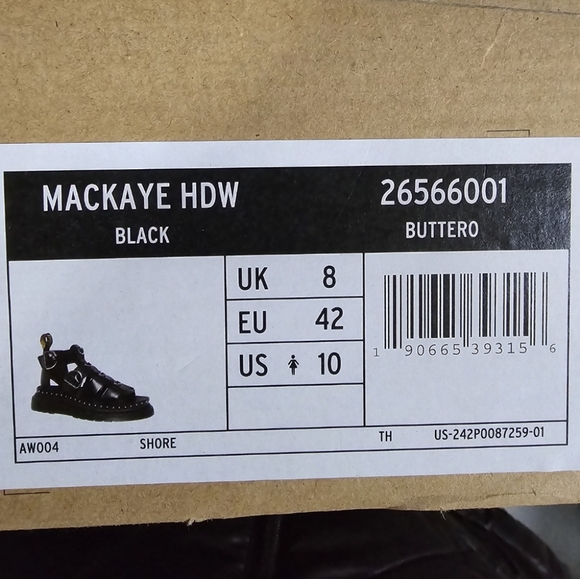 MACKAYE HDW 26566001
BLACK BUTTERO
UK 8
EU 42
US 10
1 90665 39315 6
AW004 SHORE TH US-242P0087259-01